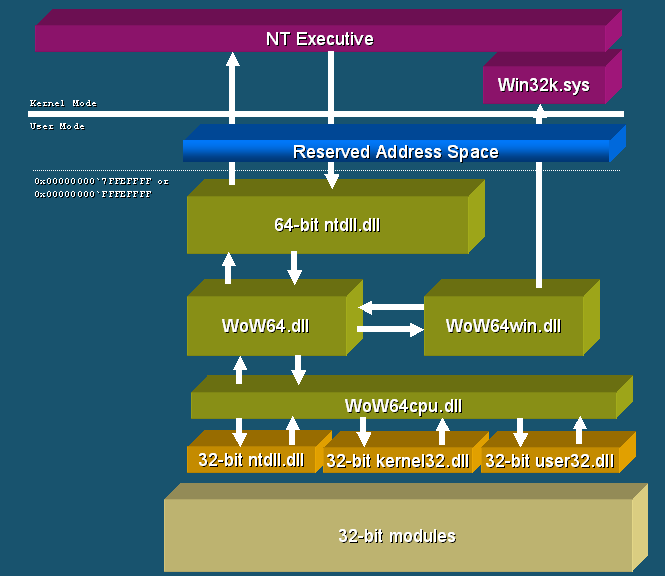 NT Executive
Win32k.sys
Kernel Mode
User Mode
Reserved Address Space
0x00000000`7FFEFFFF or
0x00000000`FFFEFFFF
64-bit ntdll.dll
WoW64.dll
WoW64win.dll
WoW64cpu.dll
32-bit ntdll.dll
32-bit kernel32.dll
32-bit user32.dll
32-bit modules